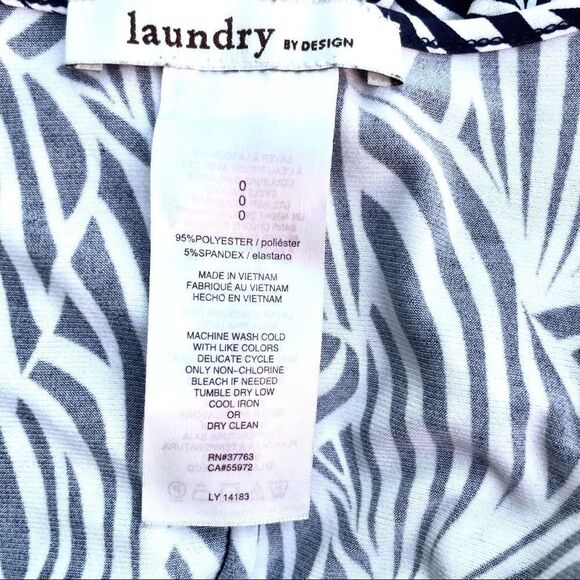 laundry BY DESIGN
0
0
0
95%POLYESTER / poliéster
5%SPANDEX / elastano
MADE IN VIETNAM
FABRIQUÉ AU VIETNAM
HECHO EN VIETNAM
MACHINE WASH COLD
WITH LIKE COLORS
DELICATE CYCLE
ONLY NON-CHLORINE
BLEACH IF NEEDED
TUMBLE DRY LOW
COOL IRON
OR
DRY CLEAN
RN#37763
CA#55972
LY 14183